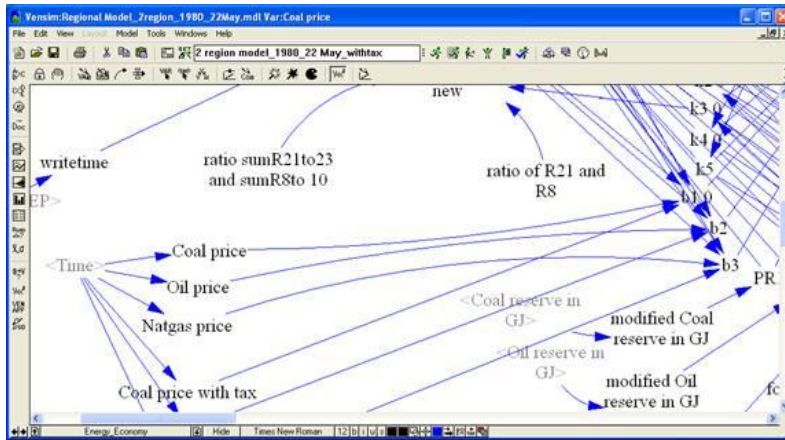 Vensim:Regional Model_2region_1980_22May.mdl Var:Coal price
File Edit View Layout Model Tools Windows Help
2 region model_1980_22 May_withtax
new
k3 0
k4 0
k5
writetime
ratio sumR21to23
and sumR8to 10
ratio of R21 and
R8
EP>
b1 0
b2
b3
<Time>
Coal price
Oil price
Natgas price
PR
<Coal reserve in
GJ>
modified Coal
reserve in GJ
<Oil reserve in
GJ>
modified Oil
reserve in GJ
Coal price with tax
fc
Energy_Economy Hide Times New Roman 12 b i u s